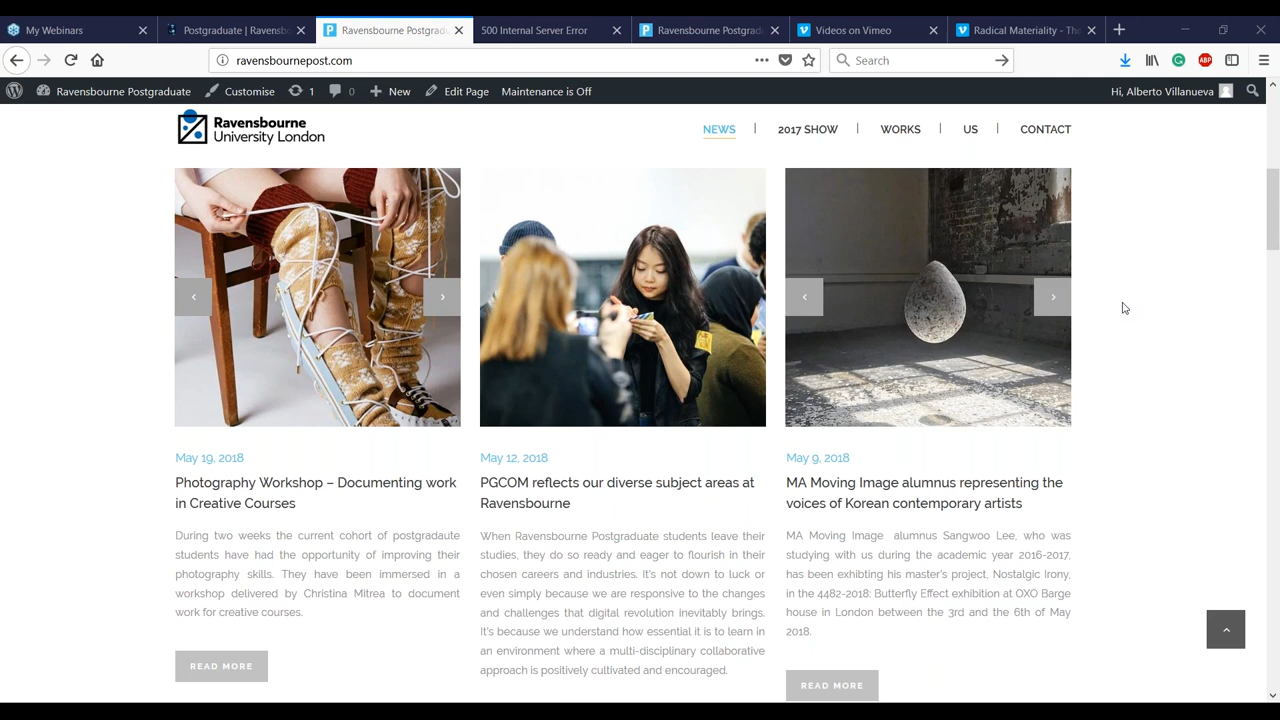 My Webinars
Postgraduate | Ravensb
Ravensbourne Postgradu
500 Internal Server Error
Ravensbourne Postgrad
Videos on Vimeo
Radical Materiality - The
ravensbournepost.com
Search
ABP
Ravensbourne Postgraduate
Customise
1
0
New
Edit Page
Maintenance is Off
Hi, Alberto Villanueva
Ravensbourne
University London
NEWS | 2017 SHOW | WORKS | US | CONTACT
May 19, 2018
Photography Workshop – Documenting work
in Creative Courses
During two weeks the current cohort of postgradaute
students have had the opportunity of improving their
photography skills. They have been immersed in a
workshop delivered by Christina Mitrea to document
work for creative courses.
READ MORE
May 12, 2018
PGCOM reflects our diverse subject areas at
Ravensbourne
When Ravensbourne Postgraduate students leave their
studies, they do so ready and eager to flourish in their
chosen careers and industries. It's not down to luck or
even simply because we are responsive to the changes
and challenges that digital revolution inevitably brings.
It's because we understand how essential it is to learn in
an environment where a multi-disciplinary collaborative
approach is positively cultivated and encouraged.
May 9, 2018
MA Moving Image alumnus representing the
voices of Korean contemporary artists
MA Moving Image alumnus Sangwoo Lee, who was
studying with us during the academic year 2016-2017,
has been exhibting his master's project, Nostalgic Irony,
in the 4482-2018: Butterfly Effect exhibition at OXO Barge
house in London between the 3rd and the 6th of May
2018.
READ MORE